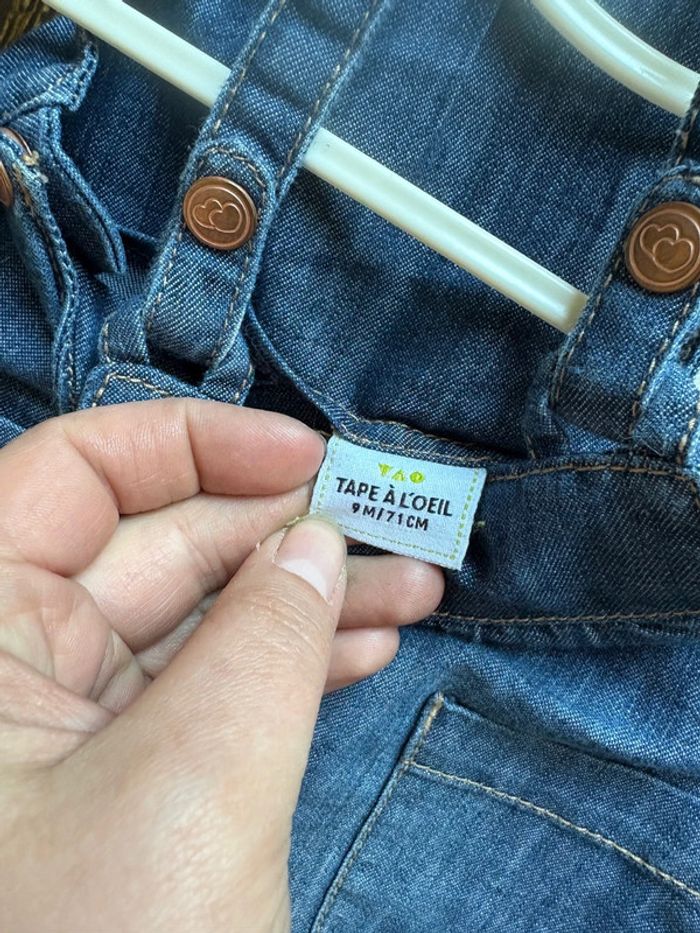 TAO
TAPE À L'OEIL
9M/71CM